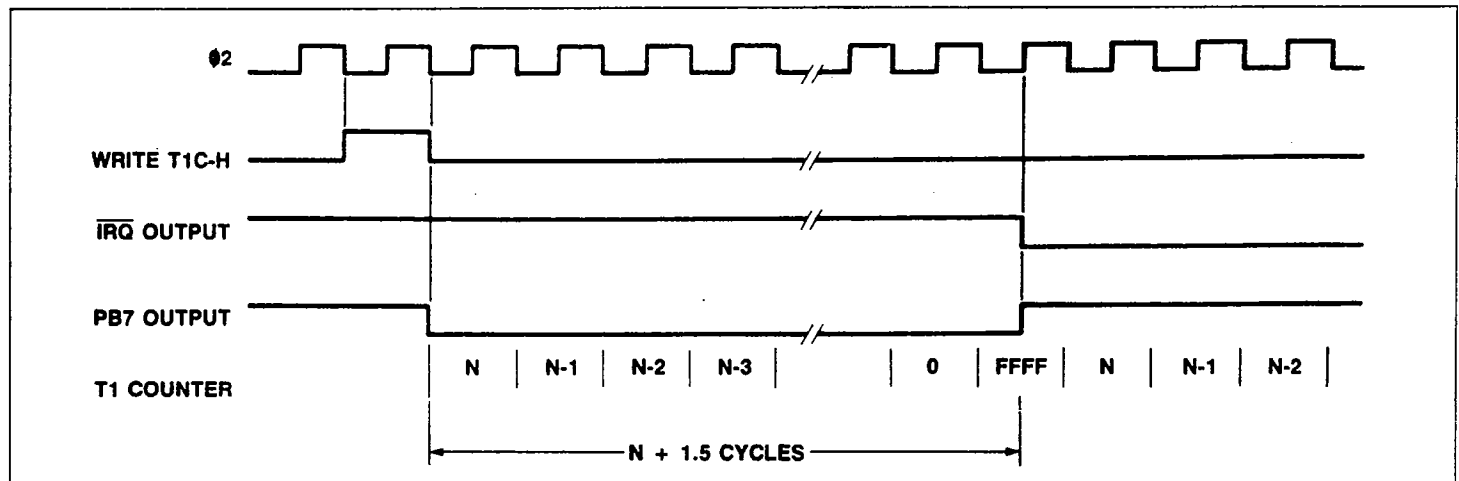 ϕ2
WRITE T1C-H
IRQ OUTPUT
PB7 OUTPUT
N N-1 N-2 N-3 0 FFFF N N-1 N-2
T1 COUNTER
N + 1.5 CYCLES